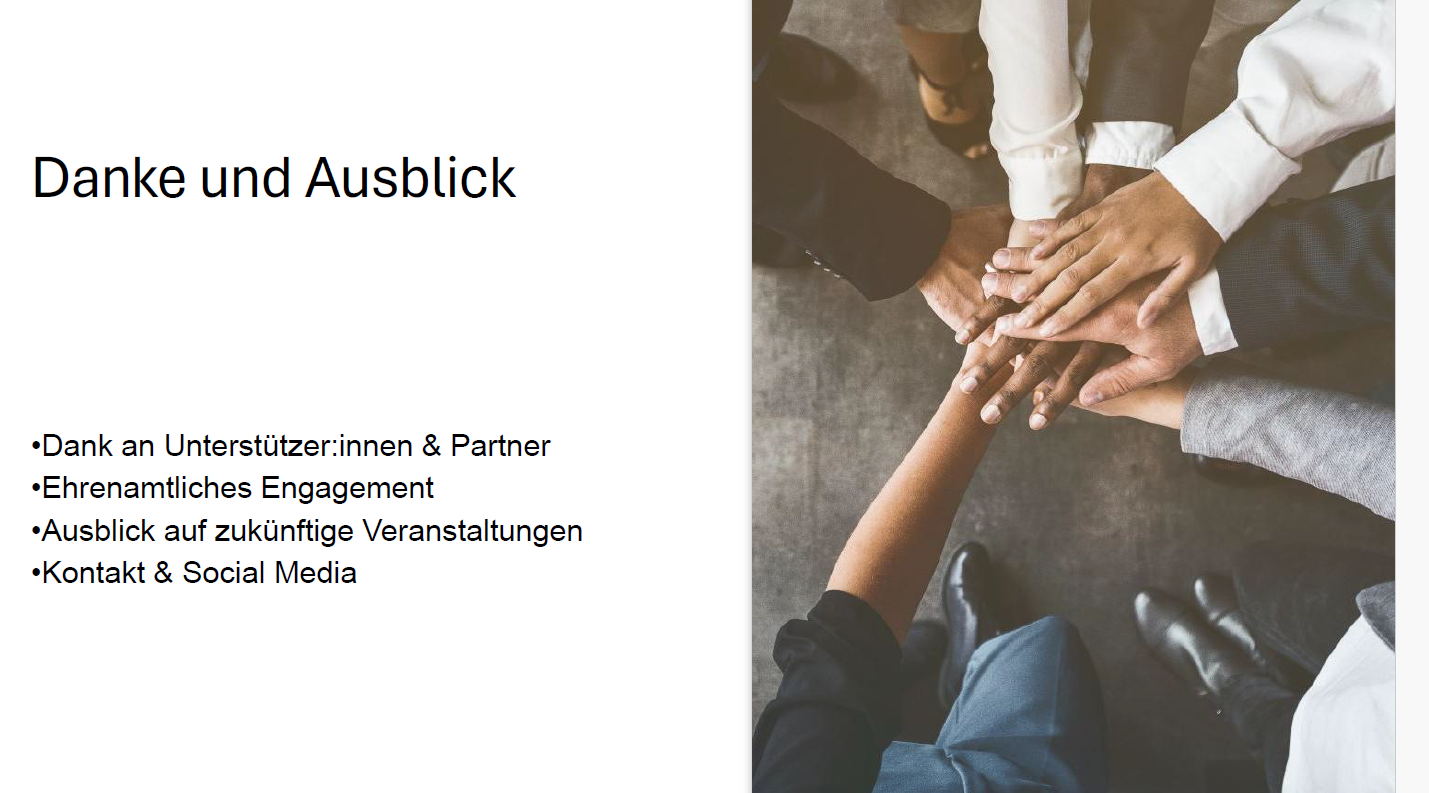 Danke und Ausblick
•Dank an Unterstützer:innen & Partner
•Ehrenamtliches Engagement
•Ausblick auf zukünftige Veranstaltungen
•Kontakt & Social Media